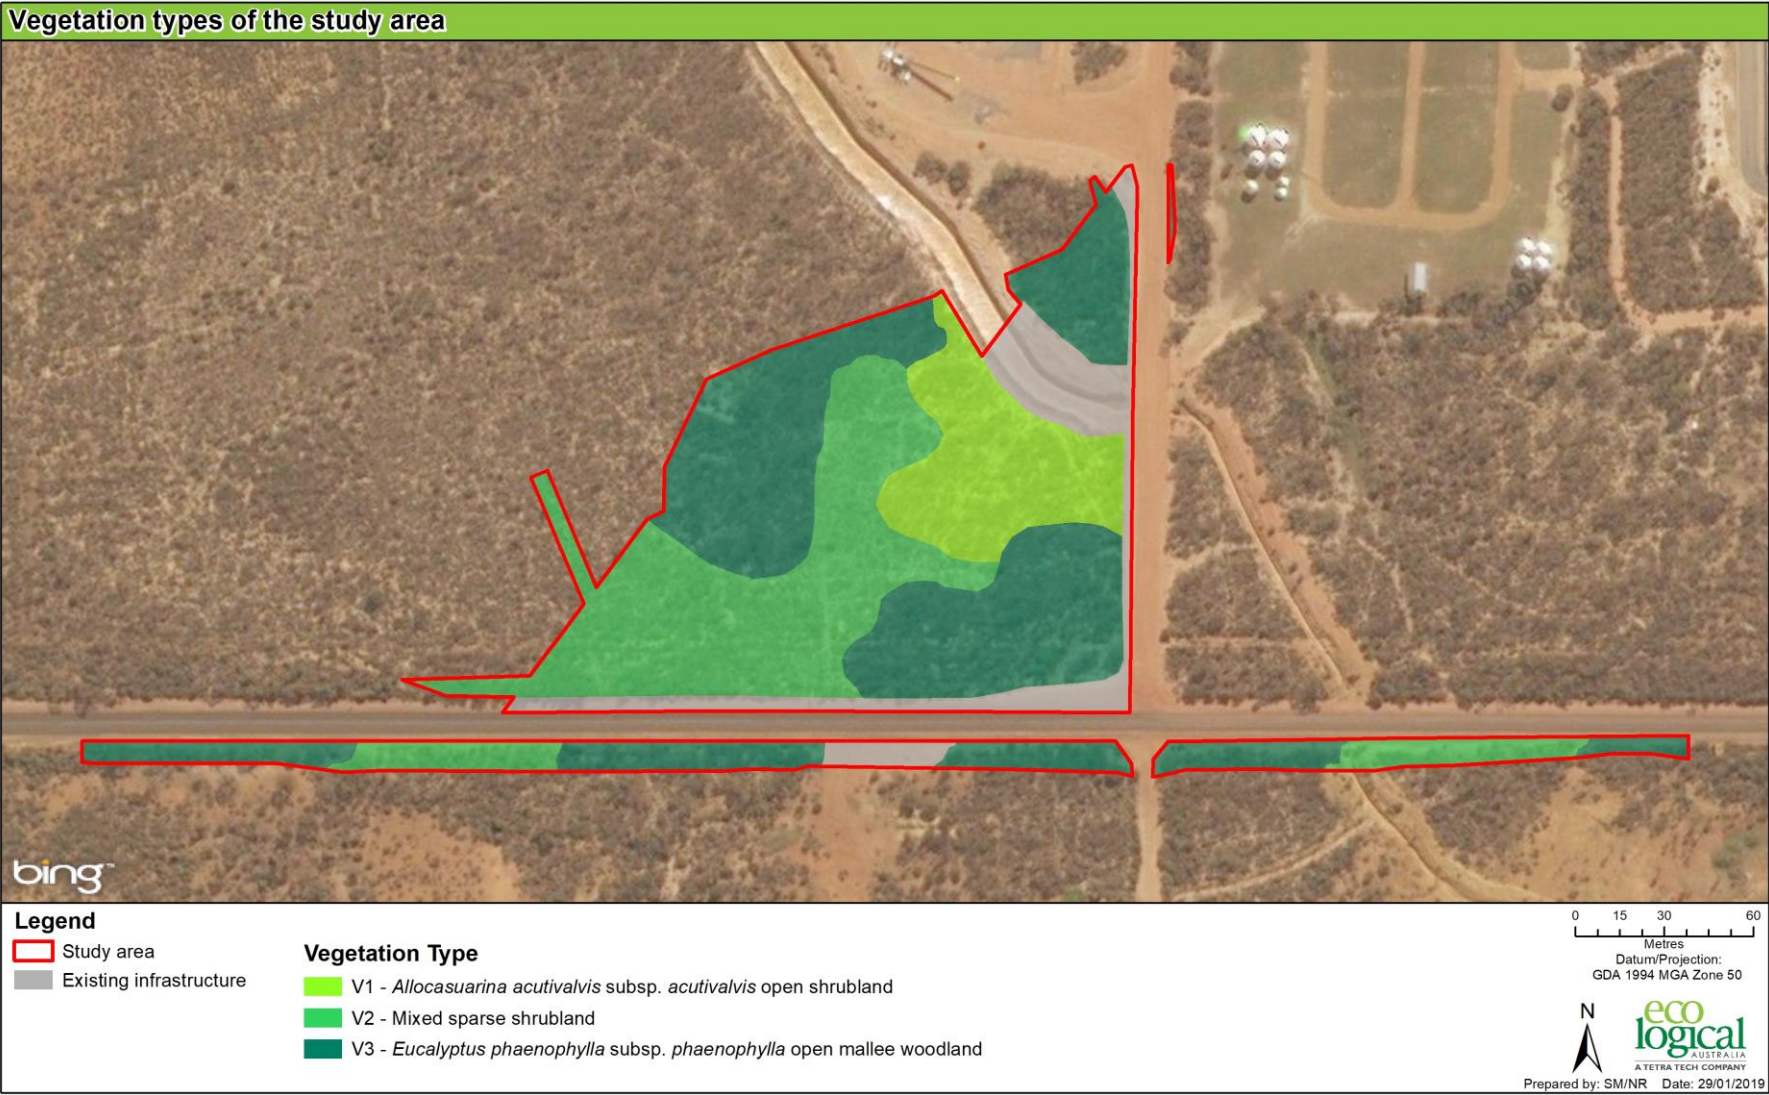 Vegetation types of the study area
bing™
Legend
Study area
Existing infrastructure
Vegetation Type
V1 - Allocasuarina acutivalvis subsp. acutivalvis open shrubland
V2 - Mixed sparse shrubland
V3 - Eucalyptus phaenophylla subsp. phaenophylla open mallee woodland
0 15 30 60
Metres
Datum/Projection:
GDA 1994 MGA Zone 50
N
eco
logical
AUSTRALIA
A TETRA TECH COMPANY
Prepared by: SM/NR Date: 29/01/2019